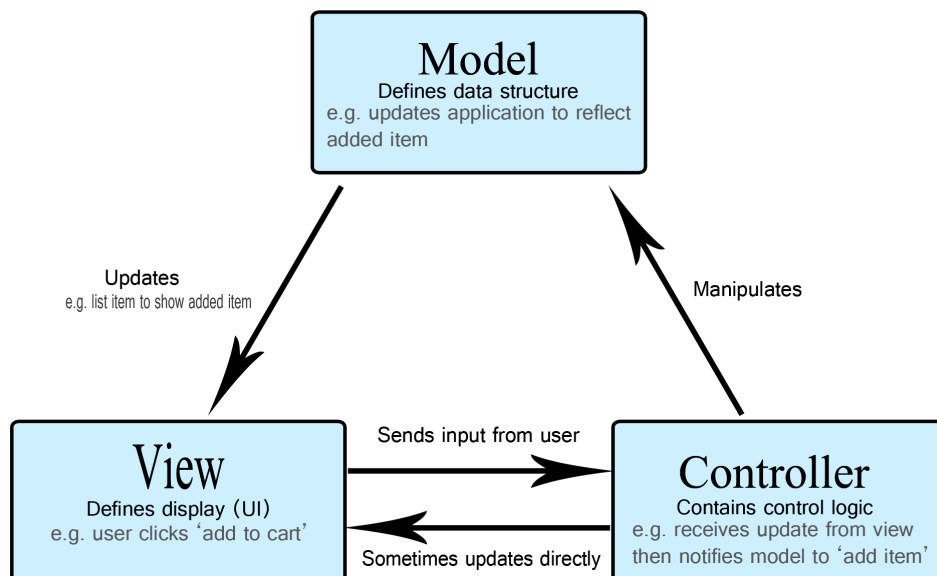 Model
Defines data structure
e.g. updates application to reflect
added item
Updates
e.g. list item to show added item
Manipulates
View
Defines display (UI)
e.g. user clicks ‘add to cart’
Sends input from user
Sometimes updates directly
Controller
Contains control logic
e.g. receives update from view
then notifies model to ‘add item’